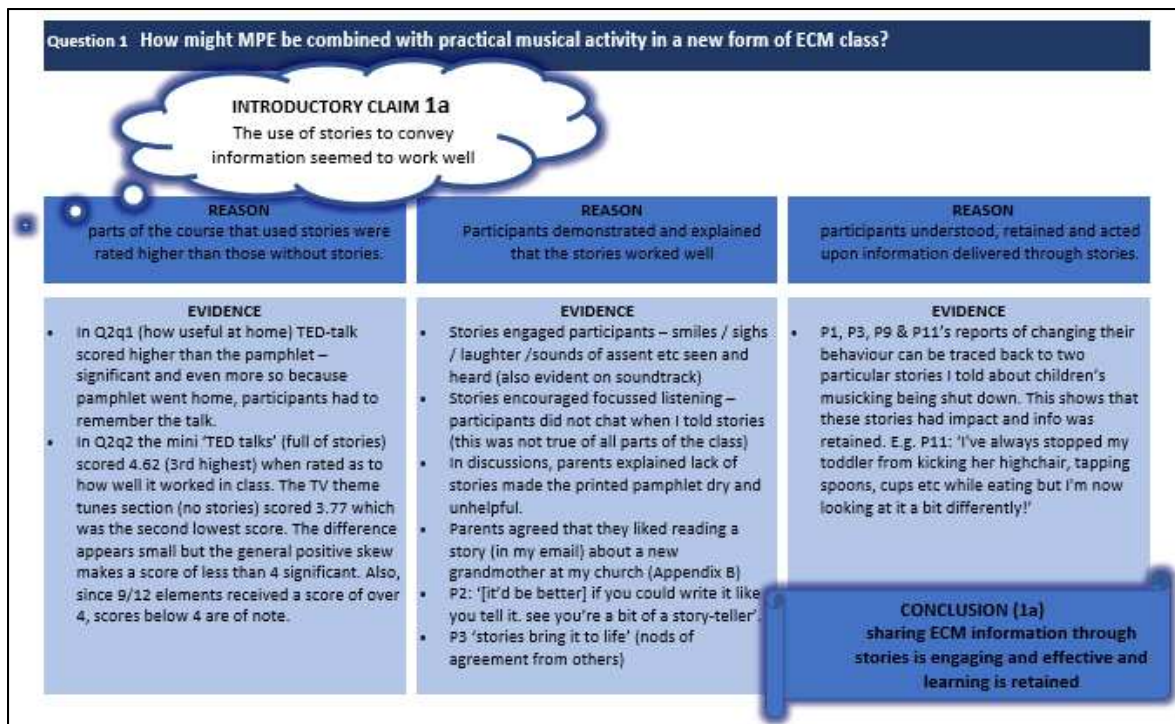 Question 1 How might MPE be combined with practical musical activity in a new form of ECM class?
INTRODUCTORY CLAIM 1a
The use of stories to convey
information seemed to work well
REASON
parts of the course that used stories were
rated higher than those without stories.
REASON
Participants demonstrated and explained
that the stories worked well
REASON
participants understood, retained and acted
upon information delivered through stories.
EVIDENCE
• In Q2q1 (how useful at home) TED-talk
scored higher than the pamphlet –
significant and even more so because
pamphlet went home, participants had to
remember the talk.
• In Q2q2 the mini ‘TED talks’ (full of stories)
scored 4.62 (3rd highest) when rated as to
how well it worked in class. The TV theme
tunes section (no stories) scored 3.77 which
was the second lowest score. The difference
appears small but the general positive skew
makes a score of less than 4 significant. Also,
since 9/12 elements received a score of over
4, scores below 4 are of note.
EVIDENCE
• Stories engaged participants – smiles / sighs
/ laughter /sounds of assent etc seen and
heard (also evident on soundtrack)
• Stories encouraged focussed listening –
participants did not chat when I told stories
(this was not true of all parts of the class)
• In discussions, parents explained lack of
stories made the printed pamphlet dry and
unhelpful.
• Parents agreed that they liked reading a
story (in my email) about a new
grandmother at my church (Appendix B)
• P2: ‘[it’d be better] if you could write it like
you tell it. see you’re a bit of a story-teller’.
• P3 ‘stories bring it to life’ (nods of
agreement from others)
EVIDENCE
• P1, P3, P9 & P11’s reports of changing their
behaviour can be traced back to two
particular stories I told about children’s
musicking being shut down. This shows that
these stories had impact and info was
retained. E.g. P11: ‘I’ve always stopped my
toddler from kicking her highchair, tapping
spoons, cups etc while eating but I’m now
looking at it a bit differently!’
CONCLUSION (1a)
sharing ECM information through
stories is engaging and effective and
learning is retained